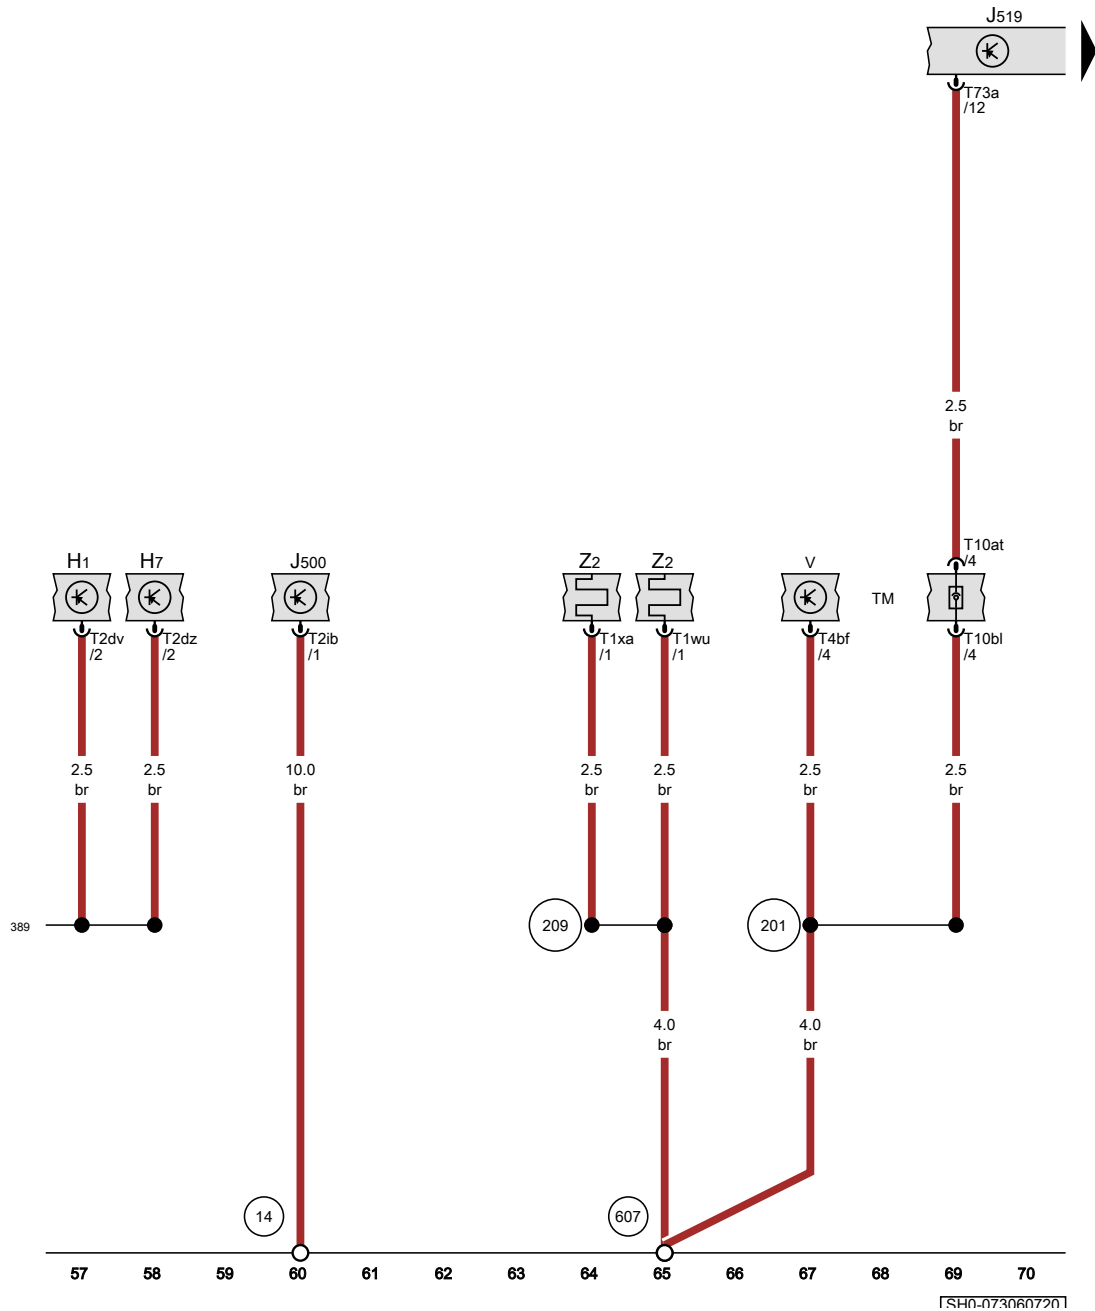 J519
T73a
/12
2.5
br
T10at
/4
H1 H7 J500 Z2 Z2 V
TM
T2dv T2dz T2ib T1xa T1wu T4bf T10bl
/2 /2 /1 /1 /1 /4 /4
2.5 2.5 10.0 2.5 2.5 2.5 2.5
br br br br br br br
389 209 201
4.0 4.0
br br
14 607
57 58 59 60 61 62 63 64 65 66 67 68 69 70
SH0-073060720